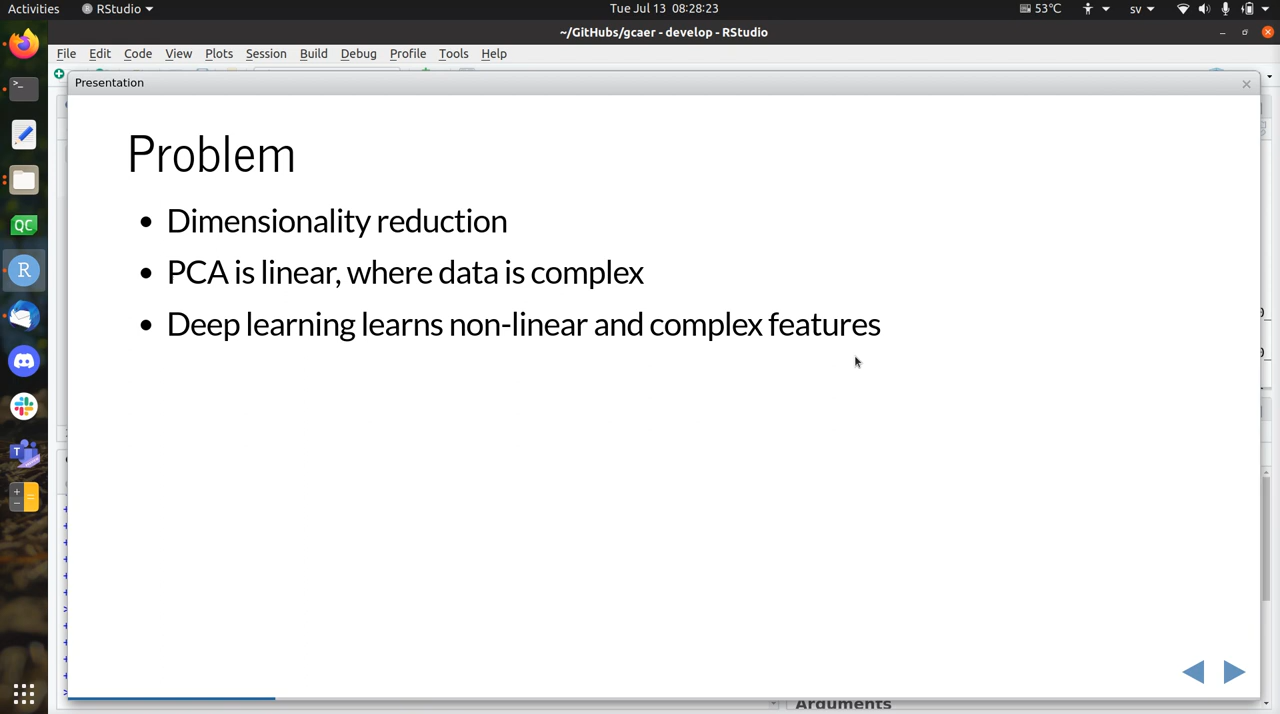 Activities
RStudio
Tue Jul 13 08:28:23
53°C
sv
~/GitHubs/gcaer - develop - RStudio
File Edit Code View Plots Session Build Debug Profile Tools Help
Presentation
Problem
• Dimensionality reduction
• PCA is linear, where data is complex
• Deep learning learns non-linear and complex features
QC
R
T
Arguments